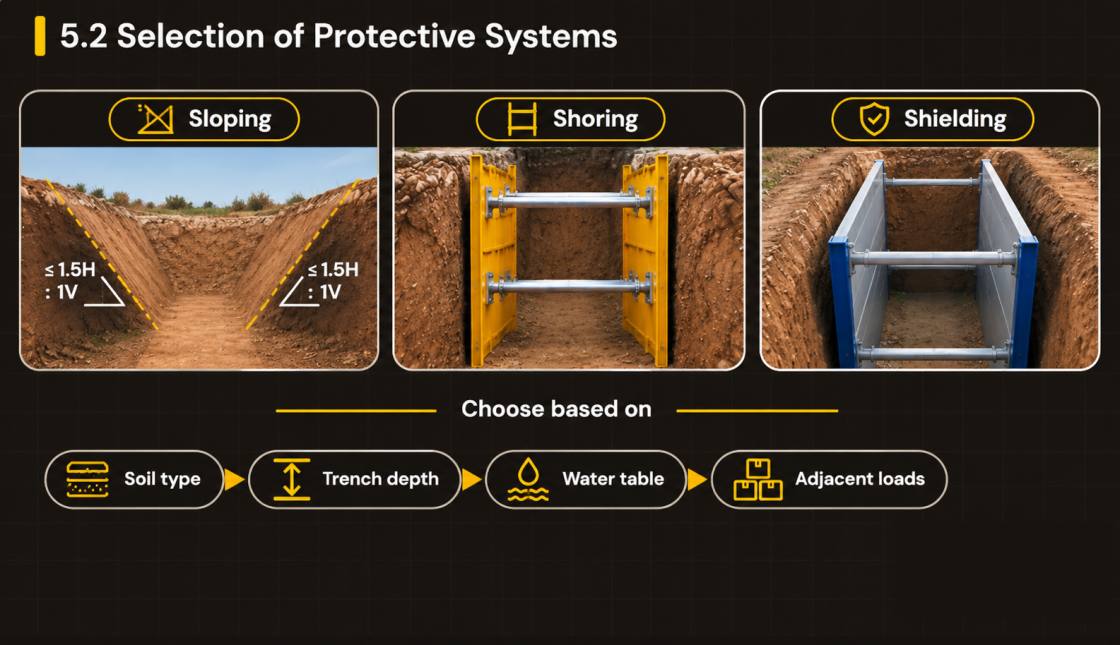 5.2 Selection of Protective Systems
Sloping
Shoring
Shielding
≤ 1.5H
: 1V
≤ 1.5H
: 1V
Choose based on
Soil type
Trench depth
Water table
Adjacent loads